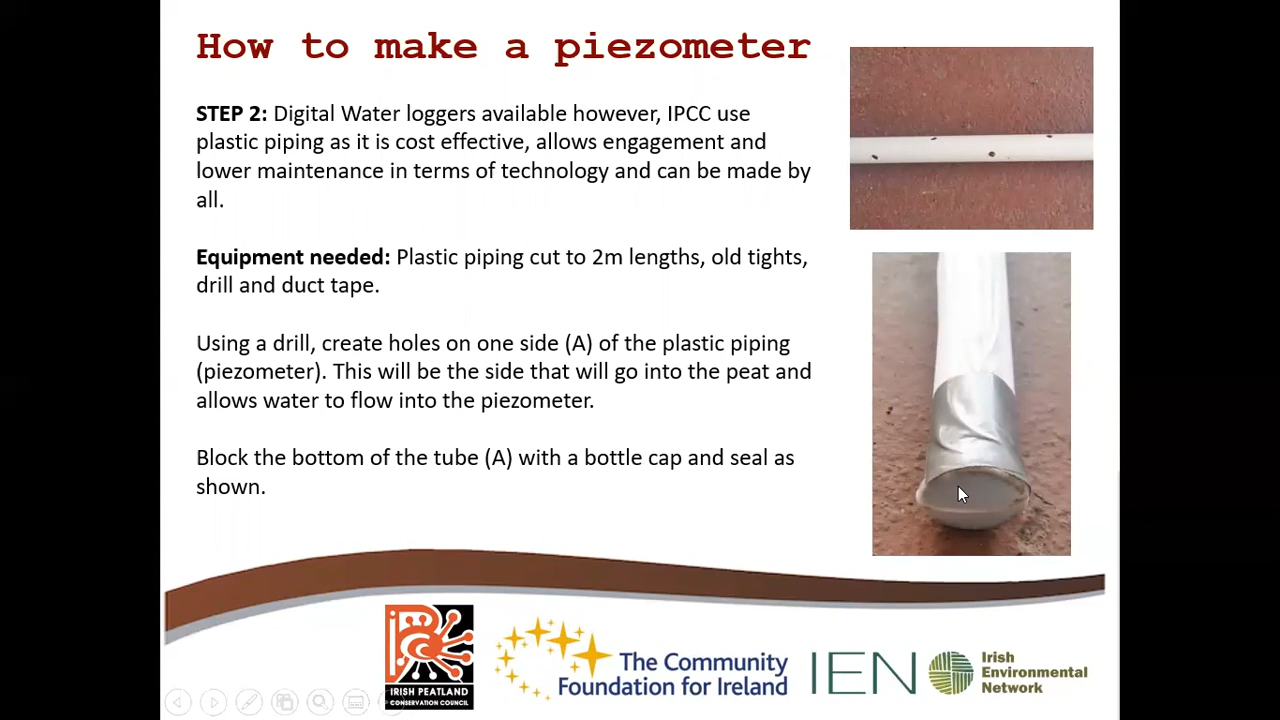 How to make a piezometer
STEP 2: Digital Water loggers available however, IPCC use
plastic piping as it is cost effective, allows engagement and
lower maintenance in terms of technology and can be made by
all.
Equipment needed: Plastic piping cut to 2m lengths, old tights,
drill and duct tape.
Using a drill, create holes on one side (A) of the plastic piping
(piezometer). This will be the side that will go into the peat and
allows water to flow into the piezometer.
Block the bottom of the tube (A) with a bottle cap and seal as
shown.
IPCC
IRISH PEATLAND
CONSERVATION COUNCIL
The Community
Foundation for Ireland
IEN
Irish
Environmental
Network